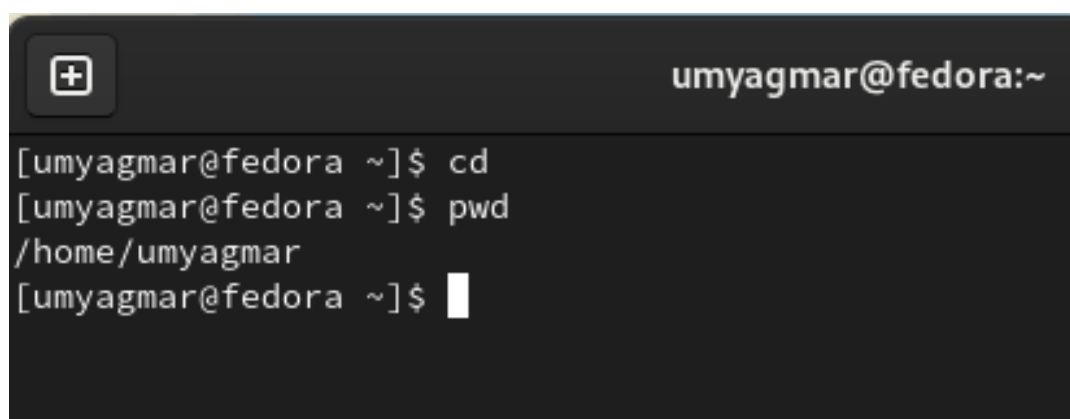 umyagmar@fedora:~
[umyagmar@fedora ~]$ cd
[umyagmar@fedora ~]$ pwd
/home/umyagmar
[umyagmar@fedora ~]$